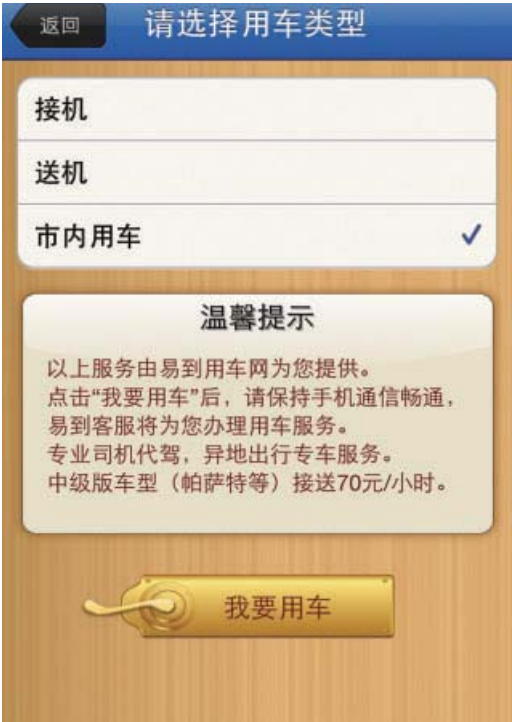 返回
请选择用车类型
接机
送机
市内用车
温馨提示
以上服务由易到用车网为您提供。
点击“我要用车”后，请保持手机通信畅通，
易到客服将为您办理用车服务。
专业司机代驾，异地出行专车服务。
中级版车型（帕萨特等）接送70元/小时。
我要用车